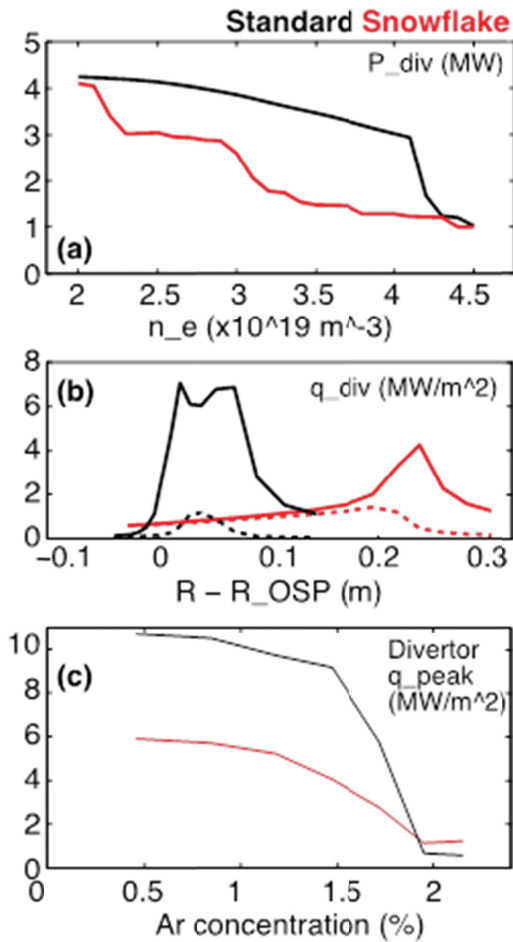 Standard Snowflake
5
P_div (MW)
4
3
2
1
(a)
0
2 2.5 3 3.5 4 4.5
n_e (x10^19 m^-3)
8
(b) q_div (MW/m^2)
6
4
2
0
-0.1 0 0.1 0.2 0.3
R - R_OSP (m)
10
Divertor
(c) q_peak
(MW/m^2)
8
6
4
2
0
0 0.5 1 1.5 2
Ar concentration (%)